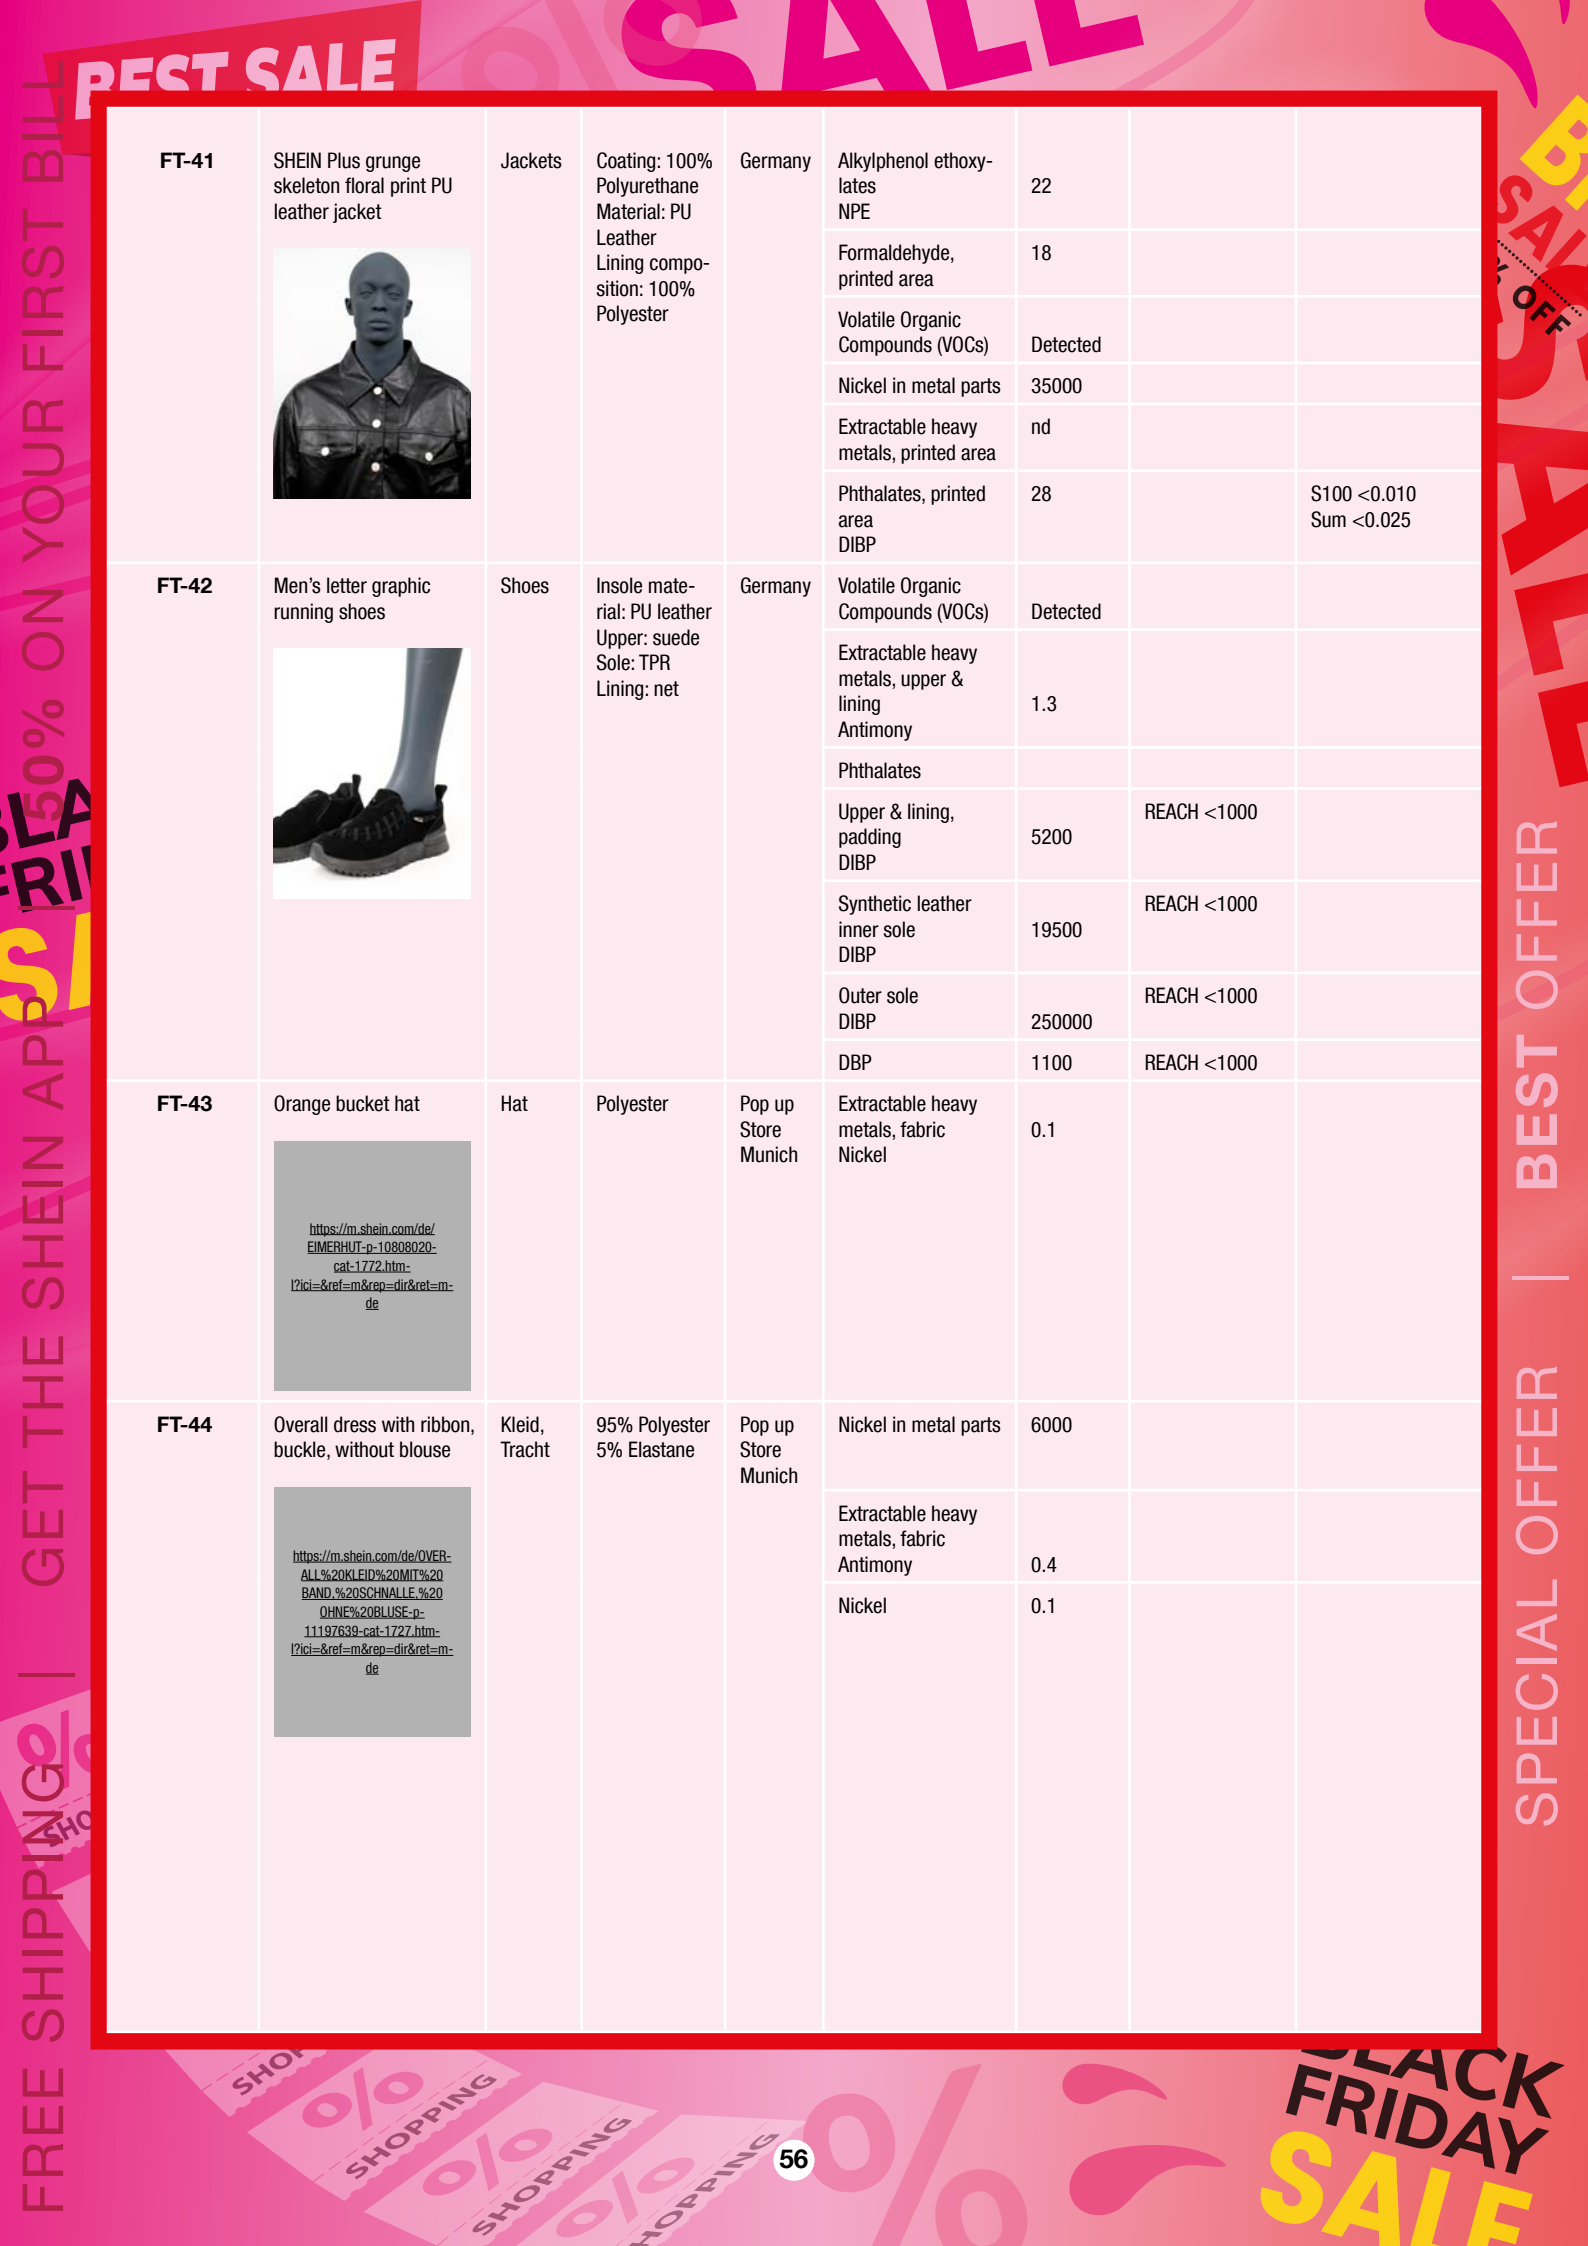 BEST SALE
SALE
FREE SHIPPING | GET THE SHEIN APP | 50% ON YOUR FIRST BILL
SPECIAL OFFER | BEST OFFER
FT-41
SHEIN Plus grunge
skeleton floral print PU
leather jacket
Jackets
Coating: 100%
Polyurethane
Material: PU
Leather
Lining compo-
sition: 100%
Polyester
Germany
Alkylphenol ethoxy-
lates
NPE
22
Formaldehyde,
printed area
18
Volatile Organic
Compounds (VOCs)
Detected
Nickel in metal parts
35000
Extractable heavy
metals, printed area
nd
Phthalates, printed
area
DIBP
28
S100 <0.010
Sum <0.025
FT-42
Men’s letter graphic
running shoes
Shoes
Insole mate-
rial: PU leather
Upper: suede
Sole: TPR
Lining: net
Germany
Volatile Organic
Compounds (VOCs)
Detected
Extractable heavy
metals, upper &
lining
Antimony
1.3
Phthalates
Upper & lining,
padding
DIBP
5200
REACH <1000
Synthetic leather
inner sole
DIBP
19500
REACH <1000
Outer sole
DIBP
250000
REACH <1000
DBP
1100
REACH <1000
FT-43
Orange bucket hat
https://m.shein.com/de/
EIMERHUT-p-10808020-
cat-1772.htm-
l?ici=&ref=m&rep=dir&ret=m-
de
Hat
Polyester
Pop up
Store
Munich
Extractable heavy
metals, fabric
Nickel
0.1
FT-44
Overall dress with ribbon,
buckle, without blouse
https://m.shein.com/de/OVER-
ALL%20KLEID%20MIT%20
BAND,%20SCHNALLE,%20
OHNE%20BLUSE-p-
11197639-cat-1727.htm-
l?ici=&ref=m&rep=dir&ret=m-
de
Kleid,
Tracht
95% Polyester
5% Elastane
Pop up
Store
Munich
Nickel in metal parts
6000
Extractable heavy
metals, fabric
Antimony
0.4
Nickel
0.1
SALE
% OFF
SALE
%
SHOPPING
%
SHOPPING
%
SHOPPING
%
56
%
BLACK
FRIDAY
SALE